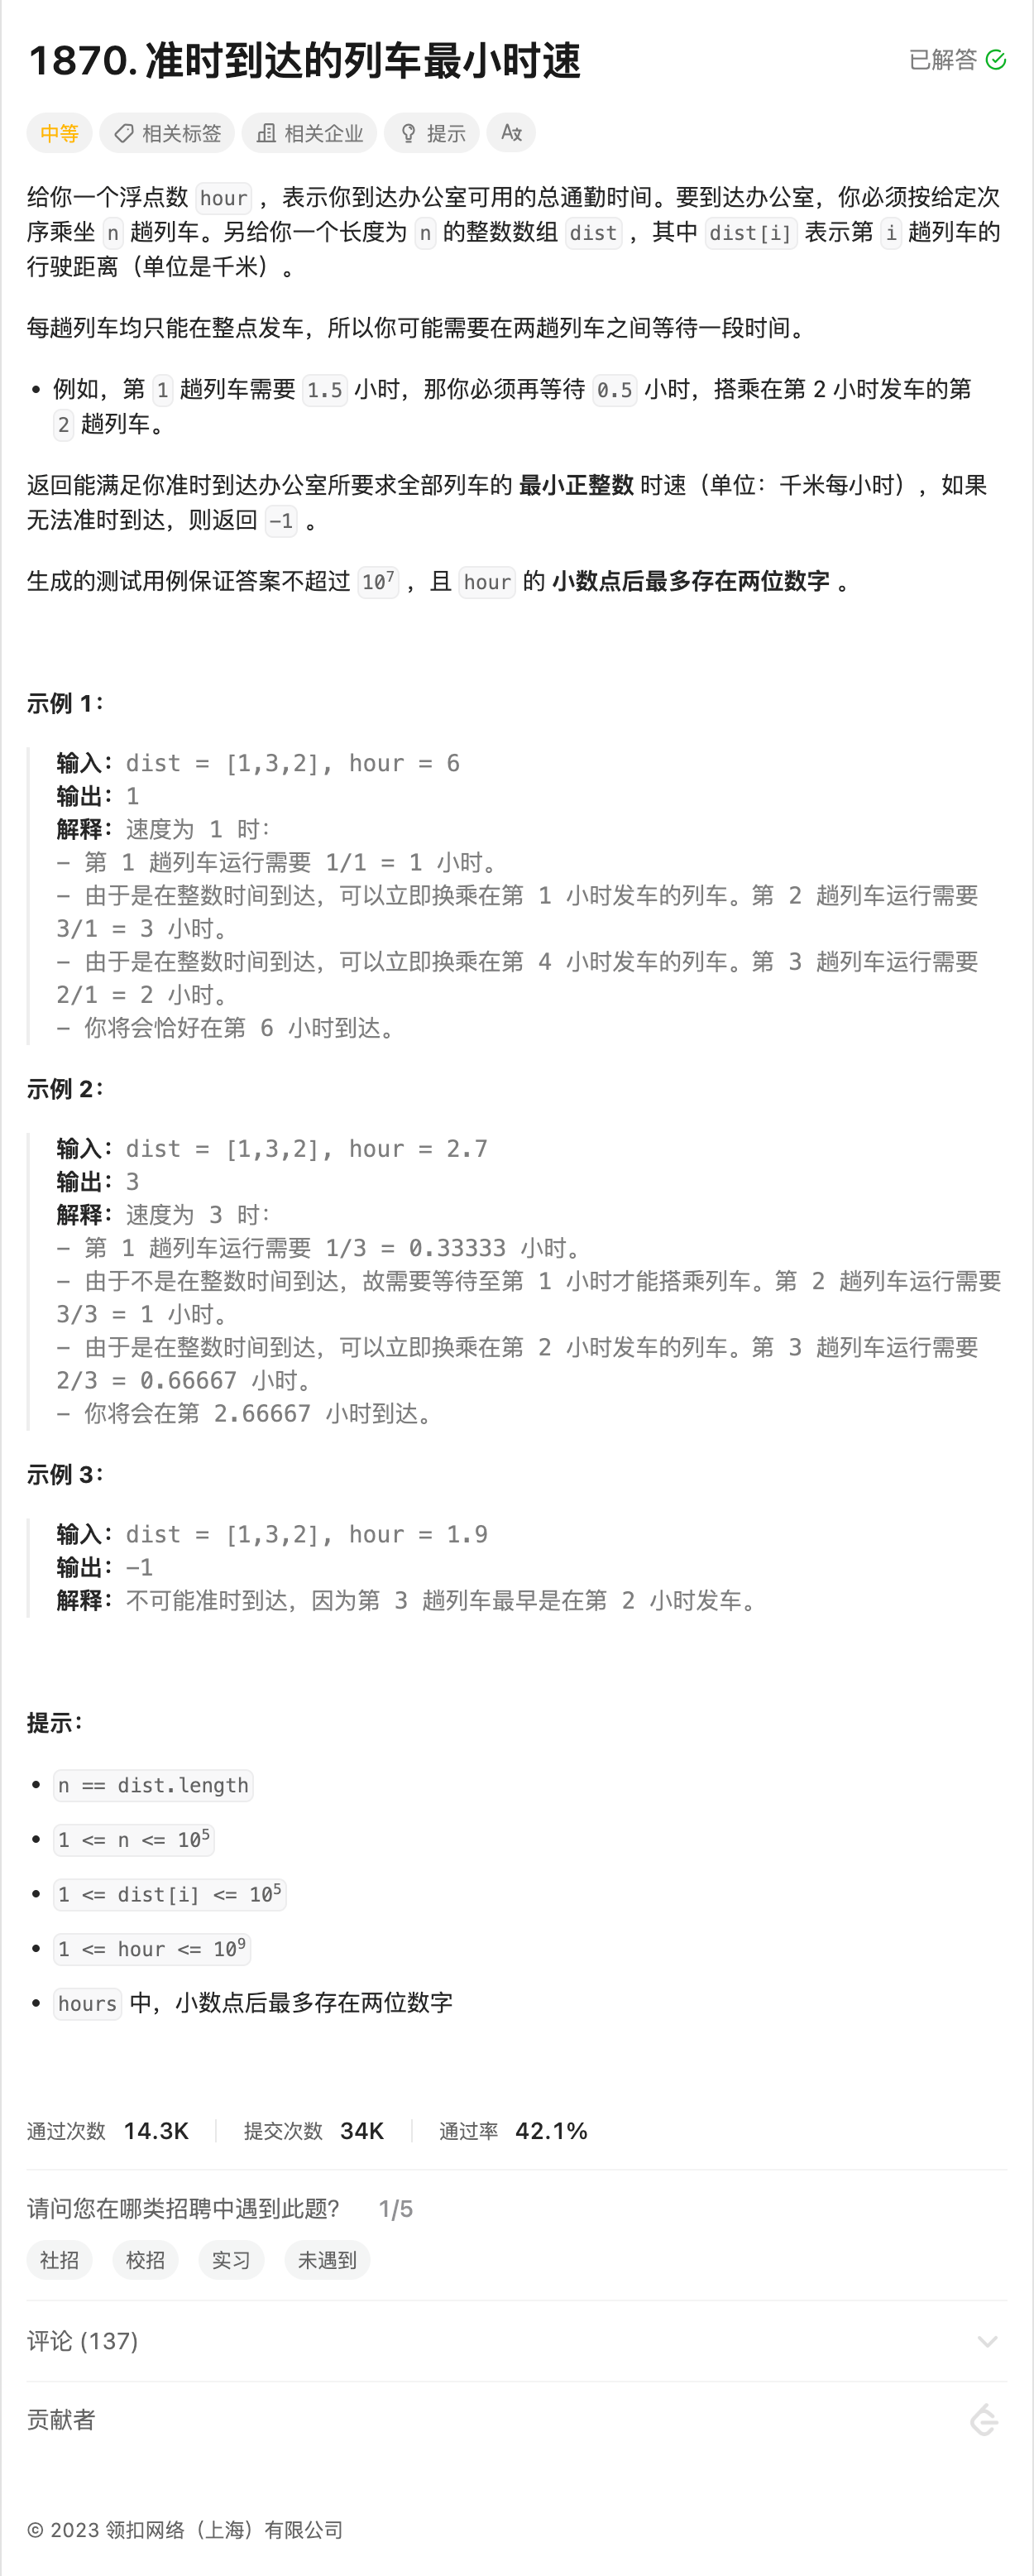 1870. 准时到达的列车最小时速
已解答
中等 相关标签 相关企业 提示 A文
给你一个浮点数 hour ，表示你到达办公室可用的总通勤时间。要到达办公室，你必须按给定次
序乘坐 n 趟列车。另给你一个长度为 n 的整数数组 dist ，其中 dist[i] 表示第 i 趟列车的
行驶距离（单位是千米）。
每趟列车均只能在整点发车，所以你可能需要在两趟列车之间等待一段时间。
• 例如，第 1 趟列车需要 1.5 小时，那你必须再等待 0.5 小时，搭乘在第 2 小时发车的第
2 趟列车。
返回能满足你准时到达办公室所要求全部列车的 最小正整数 时速（单位：千米每小时），如果
无法准时到达，则返回 -1 。
生成的测试用例保证答案不超过 10⁷ ，且 hour 的 小数点后最多存在两位数字 。
示例 1：
输入：dist = [1,3,2], hour = 6
输出：1
解释：速度为 1 时：
- 第 1 趟列车运行需要 1/1 = 1 小时。
- 由于是在整数时间到达，可以立即换乘在第 1 小时发车的列车。第 2 趟列车运行需要
3/1 = 3 小时。
- 由于是在整数时间到达，可以立即换乘在第 4 小时发车的列车。第 3 趟列车运行需要
2/1 = 2 小时。
- 你将会恰好在第 6 小时到达。
示例 2：
输入：dist = [1,3,2], hour = 2.7
输出：3
解释：速度为 3 时：
- 第 1 趟列车运行需要 1/3 = 0.33333 小时。
- 由于不是在整数时间到达，故需要等待至第 1 小时才能搭乘列车。第 2 趟列车运行需要
3/3 = 1 小时。
- 由于是在整数时间到达，可以立即换乘在第 2 小时发车的列车。第 3 趟列车运行需要
2/3 = 0.66667 小时。
- 你将会在第 2.66667 小时到达。
示例 3：
输入：dist = [1,3,2], hour = 1.9
输出：-1
解释：不可能准时到达，因为第 3 趟列车最早是在第 2 小时发车。
提示：
• n == dist.length
• 1 <= n <= 10⁵
• 1 <= dist[i] <= 10⁵
• 1 <= hour <= 10⁹
• hours 中，小数点后最多存在两位数字
通过次数 14.3K 提交次数 34K 通过率 42.1%
请问您在哪类招聘中遇到此题？ 1/5
社招 校招 实习 未遇到
评论 (137)
贡献者
© 2023 领扣网络（上海）有限公司